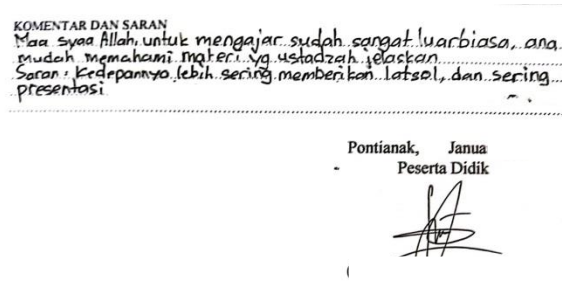 KOMENTAR DAN SARAN
Maa syaa Allah, untuk mengajar sudah sangat luarbiasa, ana
mudah memahami materi yg ustadzah jelaskan
Saran : Kedepannya lebih sering memberikan latsol, dan sering
presentasi
Pontianak, Janua
Peserta Didik